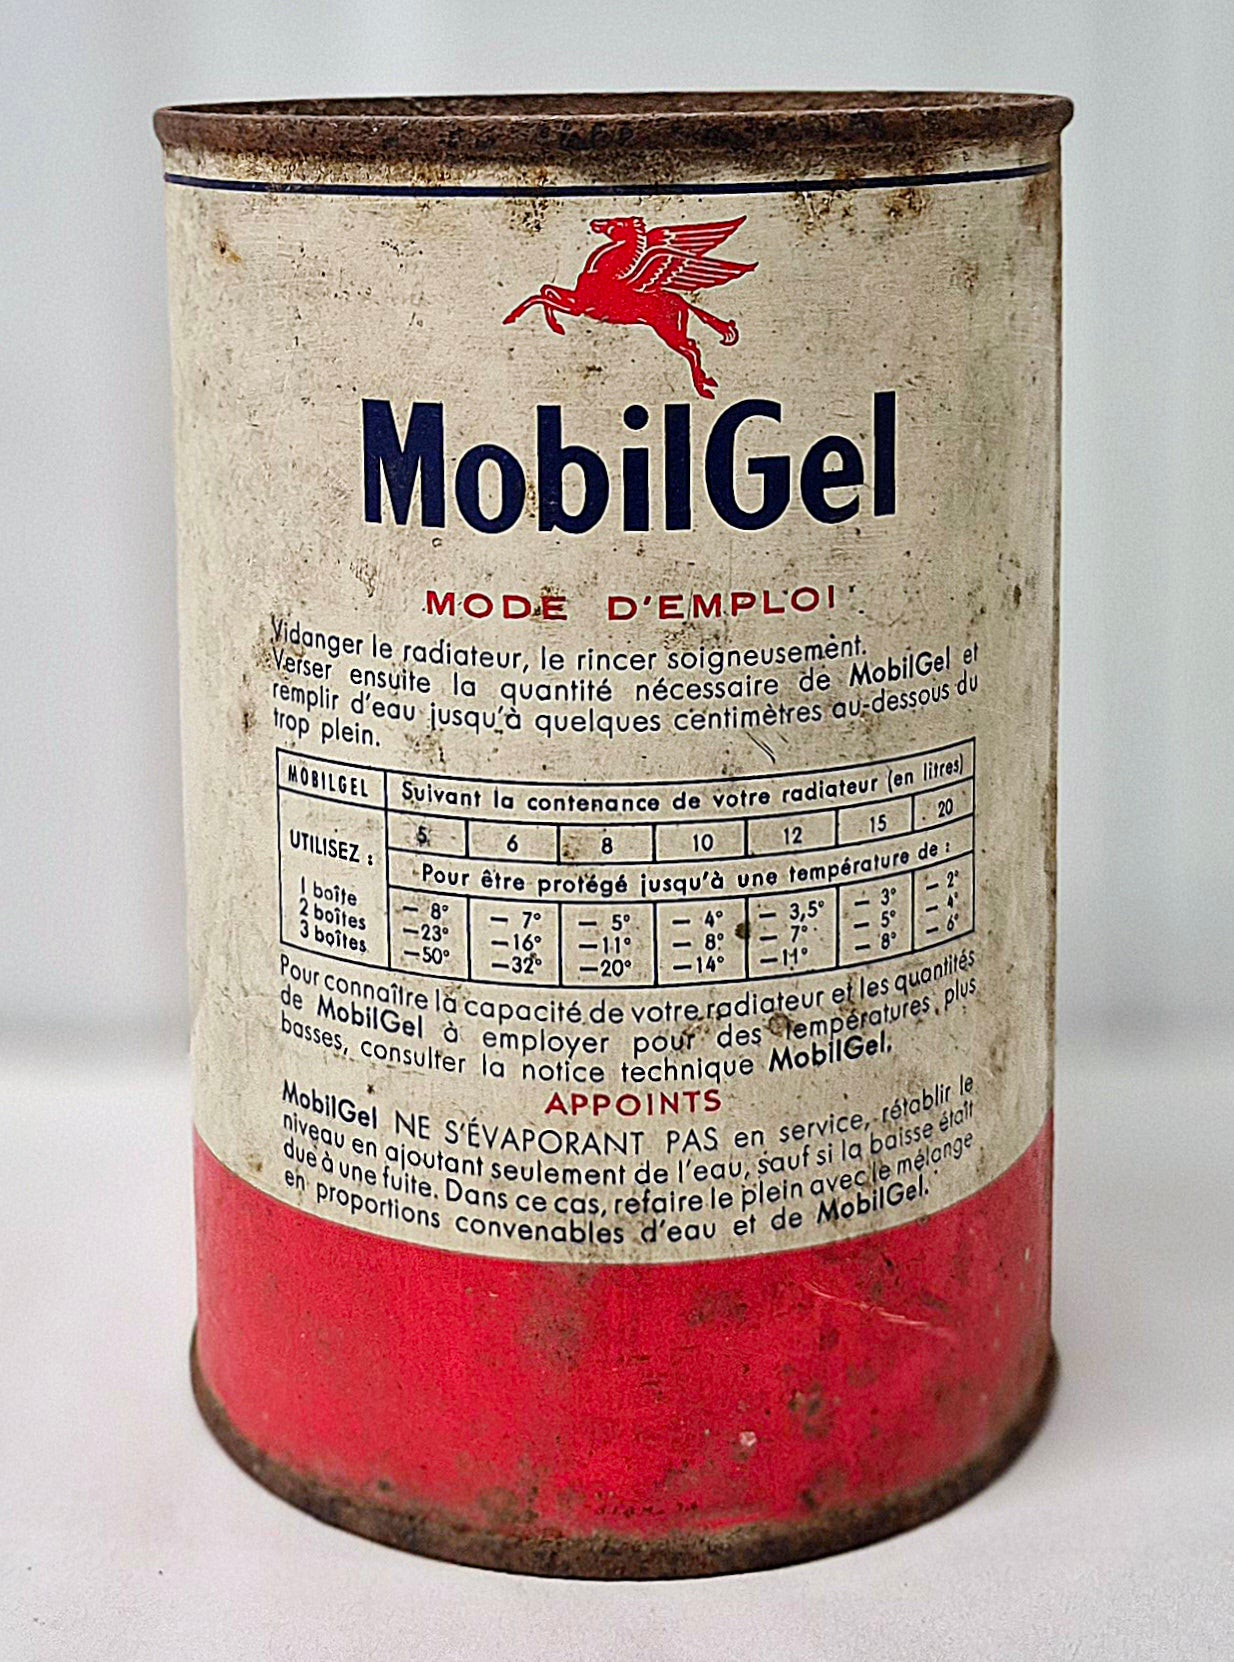 MobilGel
MODE D'EMPLOI
Vidanger le radiateur, le rincer soigneusement.
Verser ensuite la quantité nécessaire de MobilGel et
remplir d'eau jusqu'à quelques centimètres au-dessous du
trop plein.
MOBILGEL Suivant la contenance de votre radiateur (en litres)
UTILISEZ : 5 6 8 10 12 15 20
Pour être protégé jusqu'à une température de :
1 boîte — 8° — 7° — 5° — 4° — 3,5° — 3° — 2°
2 boîtes —23° —16° —11° — 8° — 7° — 5° — 4°
3 boîtes —50° —32° —20° —14° —11° — 8° — 6°
Pour connaître la capacité de votre radiateur et les quantités
de MobilGel à employer pour des températures plus
basses, consulter la notice technique MobilGel.
APPOINTS
MobilGel NE S'ÉVAPORANT PAS en service, rétablir le
niveau en ajoutant seulement de l'eau, sauf si la baisse était
due à une fuite. Dans ce cas, refaire le plein avec le mélange
en proportions convenables d'eau et de MobilGel.